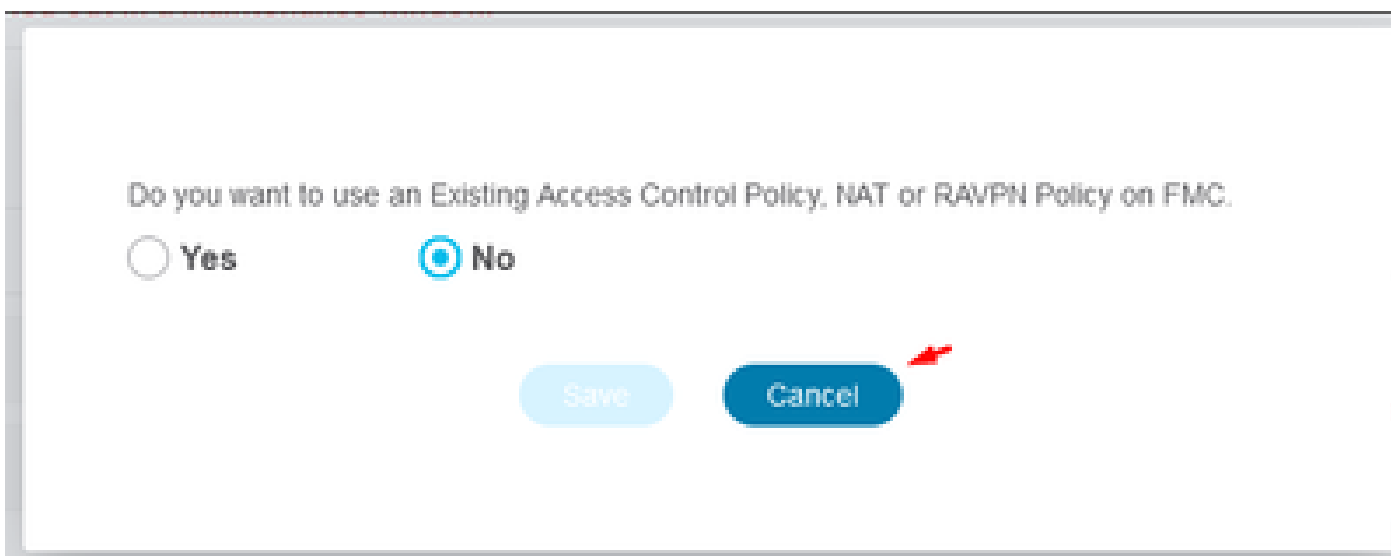 Do you want to use an Existing Access Control Policy, NAT or RAVPN Policy on FMC.
Yes No
Save Cancel